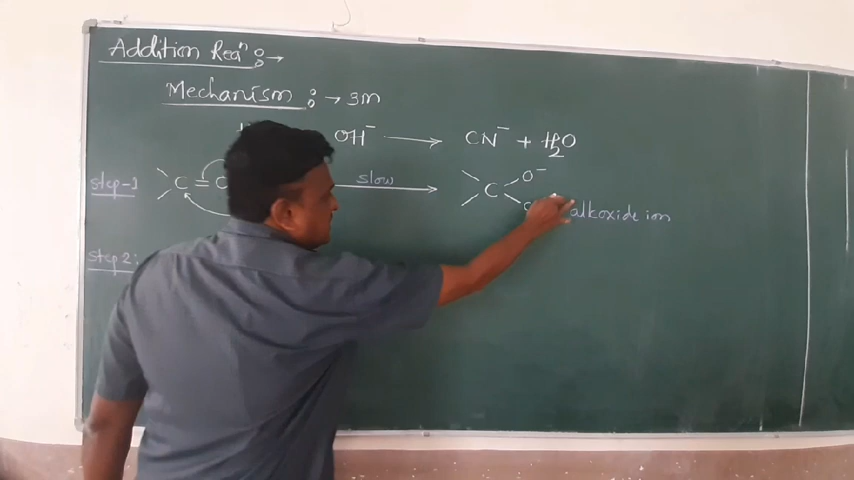 Addition Reaⁿ :→
Mechanism :→ 3m
OH⁻ → CN⁻ + H₂O
Step-1 C = O slow → C O⁻
alkoxide ion
Step 2: